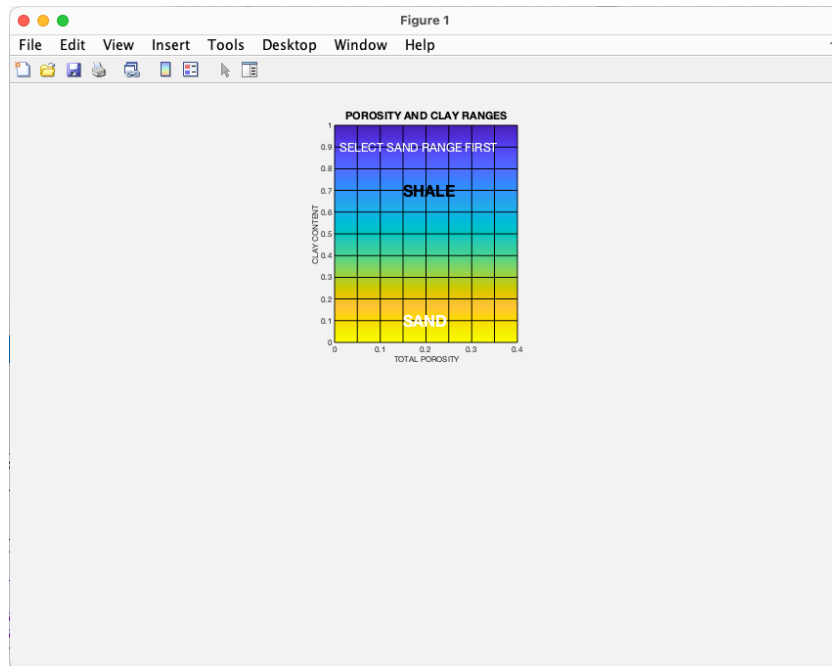 Figure 1
File Edit View Insert Tools Desktop Window Help
POROSITY AND CLAY RANGES
1
0.9
SELECT SAND RANGE FIRST
0.8
SHALE
0.7
0.6
0.5
CLAY CONTENT
0.4
0.3
0.2
SAND
0.1
0
0 0.1 0.2 0.3 0.4
TOTAL POROSITY